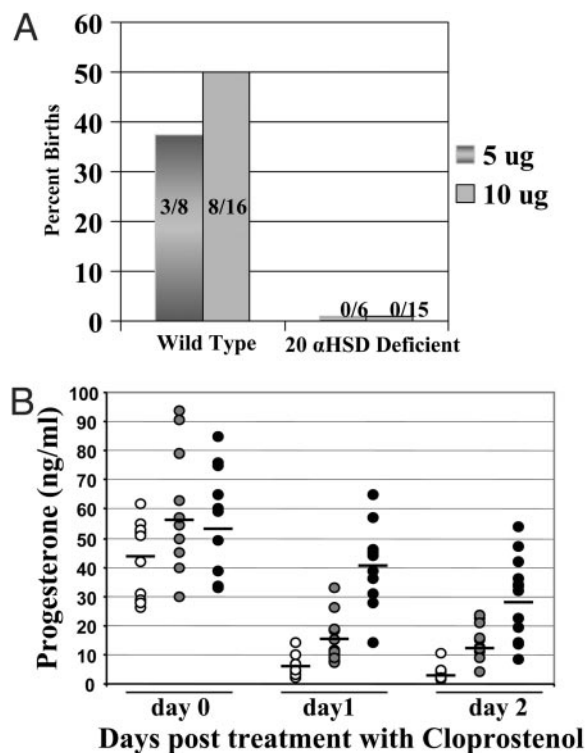 A
60
50
40
30
20
10
0
Percent Births
3/8
8/16
0/6
0/15
Wild Type
20 αHSD Deficient
5 ug
10 ug
B
100
90
80
70
60
50
40
30
20
10
0
Progesterone (ng/ml)
day 0
day1
day 2
Days post treatment with Cloprostenol